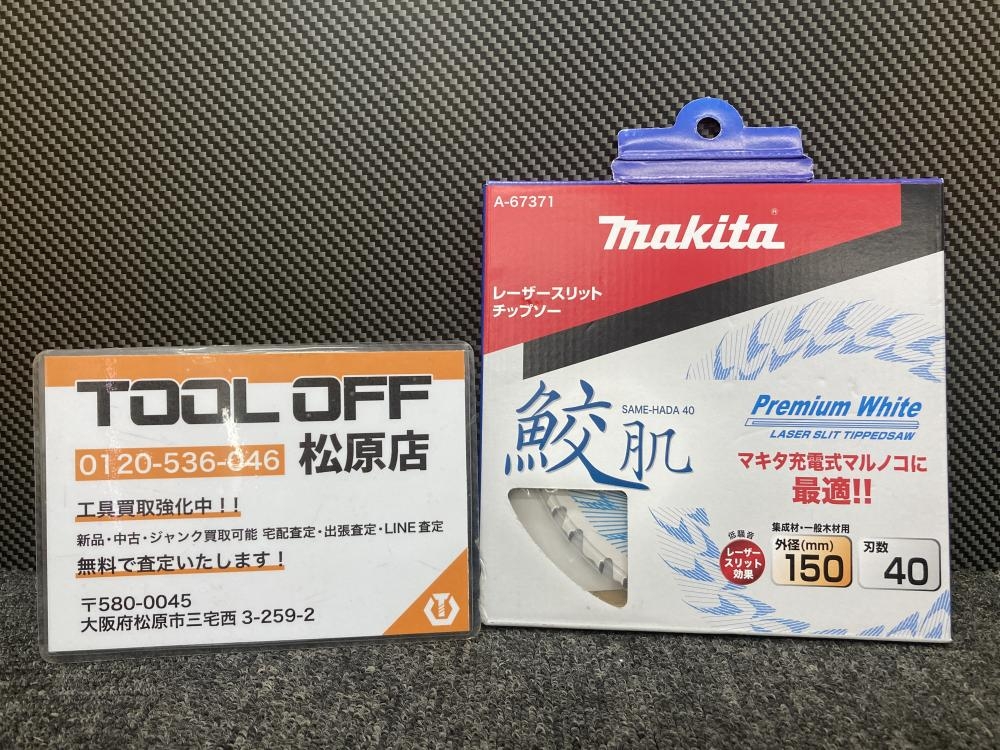 TOOL OFF
0120-536-046 松原店
工具買取強化中!!
新品・中古・ジャンク買取可能 宅配査定・出張査定・LINE査定
無料で査定いたします!
〒580-0045
大阪府松原市三宅西 3-259-2
A-67371
makita®
レーザースリット
チップソー
鮫肌
SAME-HADA 40
Premium White
LASER SLIT TIPPEDSAW
マキタ充電式マルノコに
最適!!
低騒音
レーザー
スリット
効果
集成材・一般木材用
外径(mm)
150
刃数
40